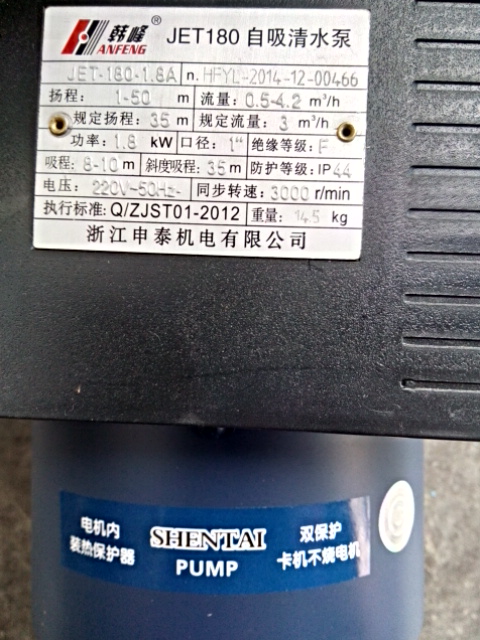 韩峰® JET180 自吸清水泵
HANFENG
JET-180-1.8A n. HFYL-2014-12-00466
扬程: 1-50 m 流量: 0.5-4.2 m³/h
规定扬程: 35 m 规定流量: 3 m³/h
功率: 1.8 kW 口径: 1" 绝缘等级: F
吸程: 8-10 m 斜度吸程: 35 m 防护等级: IP 44
电压: 220V-50Hz- 同步转速: 3000 r/min
执行标准: Q/ZJST01-2012 重量: 14.5 kg
浙江申泰机电有限公司
电机内
装热保护器
SHENTAI
PUMP
双保护
卡机不烧电机